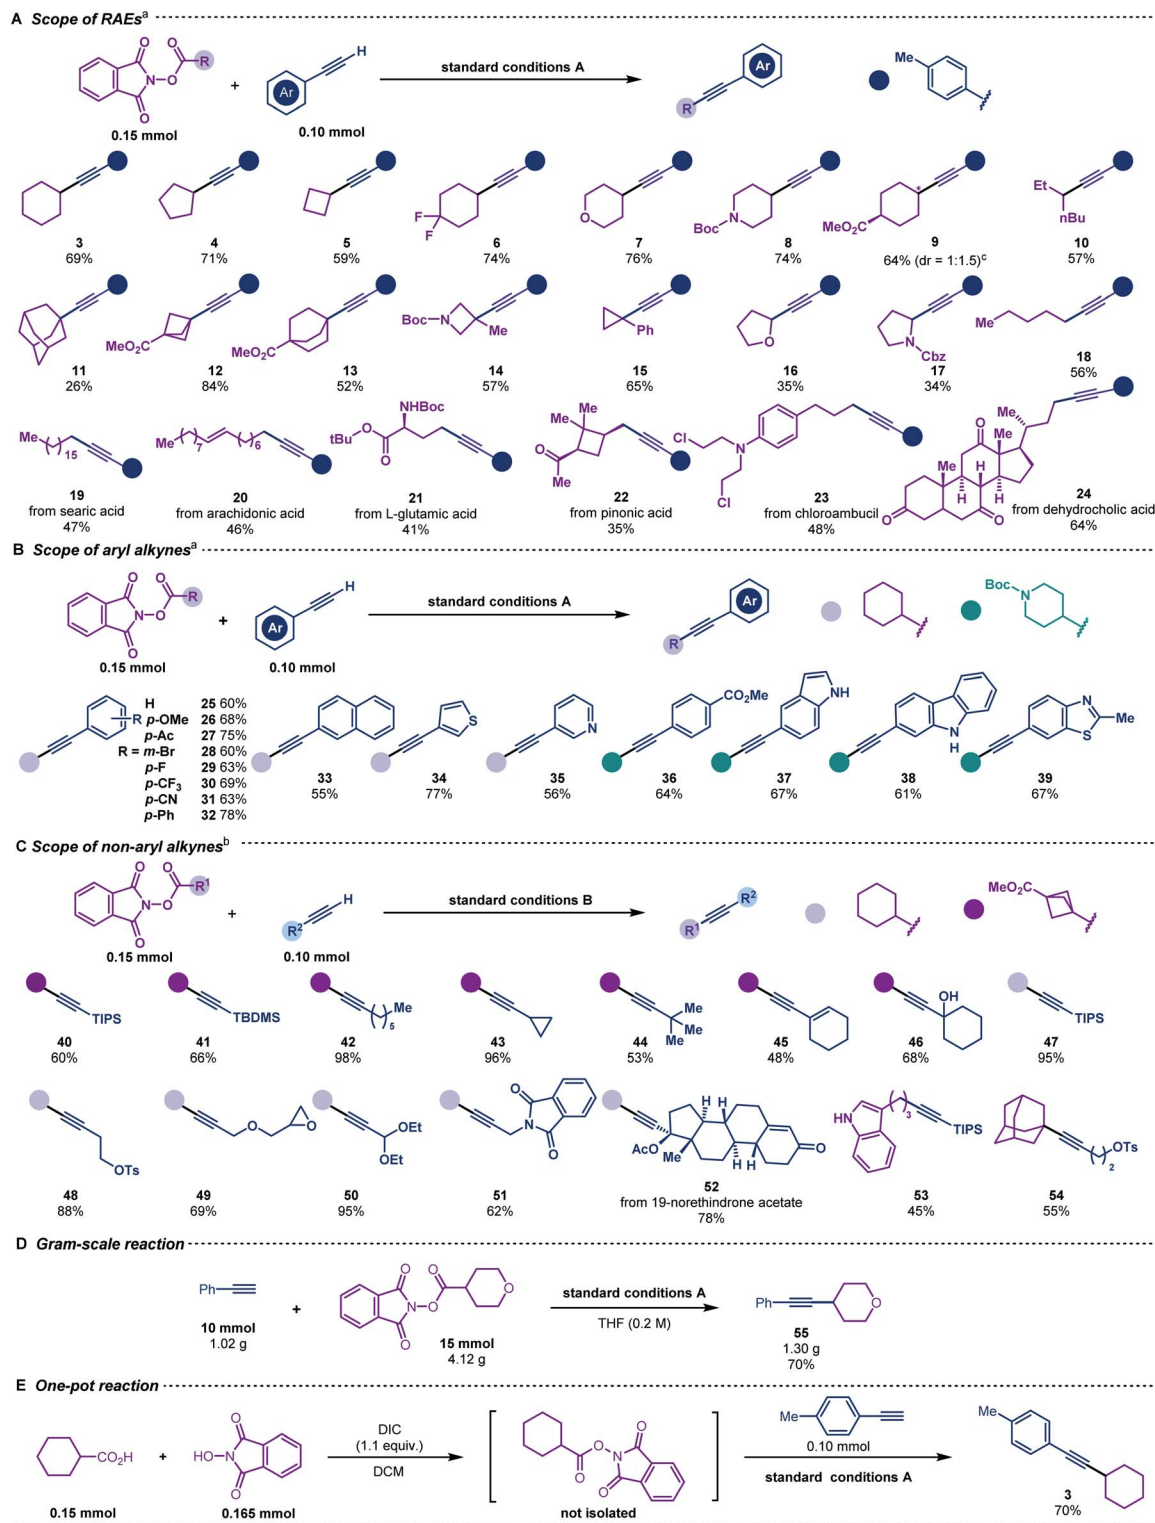 A Scope of RAEsa
O
O
R
N
O
O
0.15 mmol
+
H
Ar
0.10 mmol
standard conditions A
Ar
R
Me
3
69%
4
71%
5
59%
F
F
6
74%
O
7
76%
N
Boc
8
74%
*
MeO2C
9
64% (dr = 1:1.5)c
Et
nBu
10
57%
11
26%
MeO2C
12
84%
MeO2C
13
52%
Boc
N
Me
14
57%
Ph
15
65%
O
16
35%
N
Cbz
17
34%
Me
18
56%
Me
15
19
from searic acid
47%
Me
7
6
20
from arachidonic acid
46%
NHBoc
tBuO
O
21
from L-glutamic acid
41%
Me
Me
O
Me
22
from pinonic acid
35%
Cl
N
Cl
23
from chloroambucil
48%
Me
O
Me
Me
H
H
H
O
O
24
from dehydrocholic acid
64%
B Scope of aryl alkynesa
O
O
R
N
O
O
0.15 mmol
+
H
Ar
0.10 mmol
standard conditions A
Ar
R
Boc
N
R
R =
H 25 60%
p-OMe 26 68%
p-Ac 27 75%
m-Br 28 60%
p-F 29 63%
p-CF3 30 69%
p-CN 31 63%
p-Ph 32 78%
33
55%
S
34
77%
N
35
56%
CO2Me
36
64%
NH
37
67%
N
H
38
61%
N
Me
S
39
67%
C Scope of non-aryl alkynesb
O
O
R1
N
O
O
0.15 mmol
+
H
R2
0.10 mmol
standard conditions B
R2
R1
MeO2C
TIPS
40
60%
TBDMS
41
66%
Me
5
42
98%
43
96%
Me
Me
Me
44
53%
45
48%
OH
46
68%
TIPS
47
95%
OTs
48
88%
O
O
49
69%
OEt
OEt
50
95%
O
N
O
51
62%
AcO
Me
H
H
H
H
O
52
from 19-norethindrone acetate
78%
HN
3
TIPS
53
45%
OTs
2
54
55%
D Gram-scale reaction
Ph
10 mmol
1.02 g
+
O
O
N
O
O
O
15 mmol
4.12 g
standard conditions A
THF (0.2 M)
Ph
O
55
1.30 g
70%
E One-pot reaction
CO2H
0.15 mmol
+
O
HO
N
O
0.165 mmol
DIC
(1.1 equiv.)
DCM
O
O
N
O
O
not isolated
Me
0.10 mmol
standard conditions A
Me
3
70%